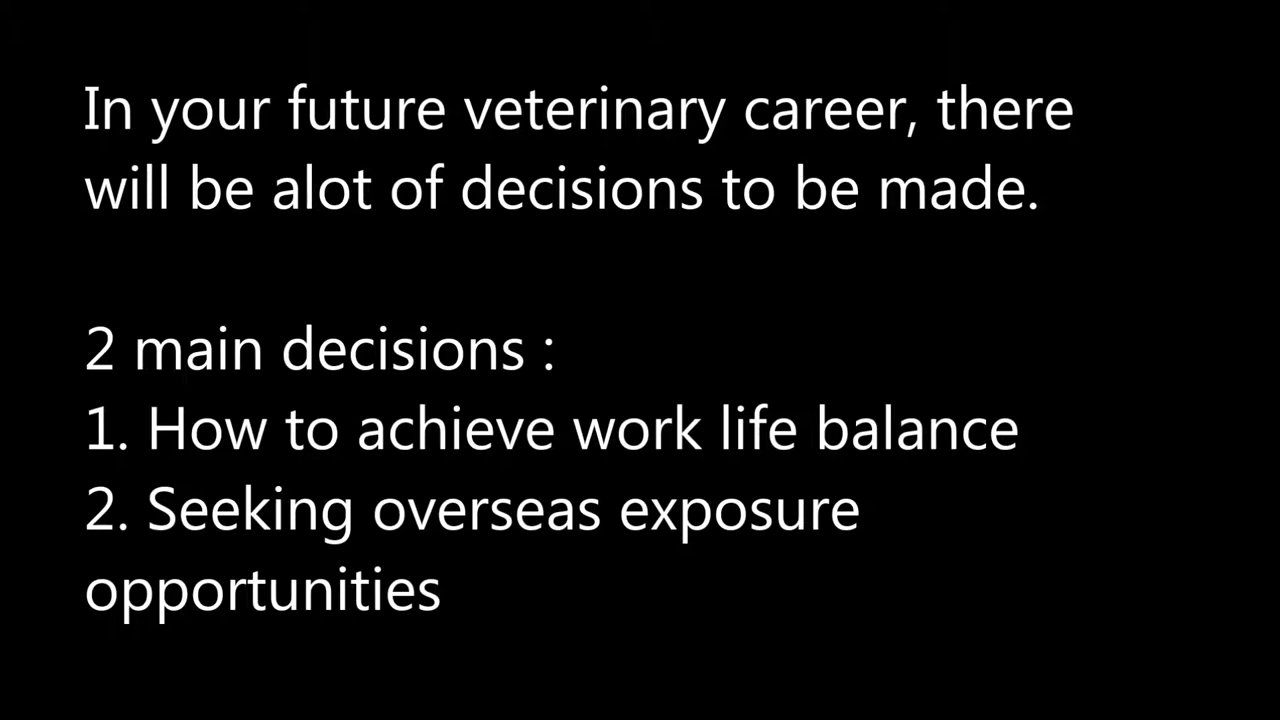 In your future veterinary career, there
will be alot of decisions to be made.
2 main decisions :
1. How to achieve work life balance
2. Seeking overseas exposure
opportunities